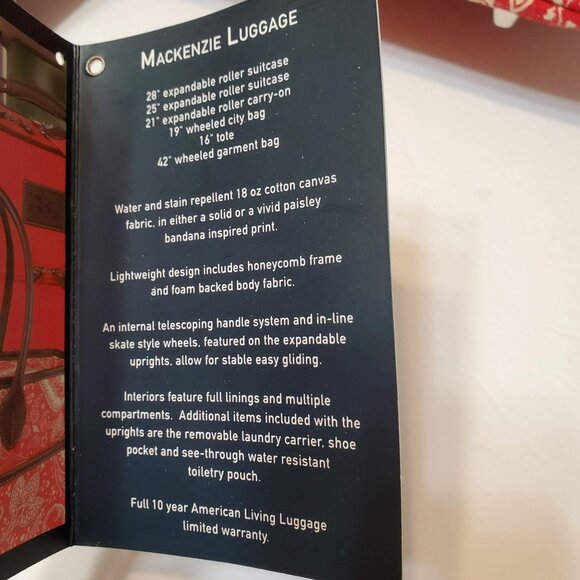 MACKENZIE LUGGAGE
28" expandable roller suitcase
25" expandable roller suitcase
21" expandable roller carry-on
19" wheeled city bag
16" tote
42" wheeled garment bag
Water and stain repellent 18 oz cotton canvas
fabric, in either a solid or a vivid paisley
bandana inspired print.
Lightweight design includes honeycomb frame
and foam backed body fabric.
An internal telescoping handle system and in-line
skate style wheels, featured on the expandable
uprights, allow for stable easy gliding.
Interiors feature full linings and multiple
compartments. Additional items included with the
uprights are the removable laundry carrier, shoe
pocket and see-through water resistant
toiletry pouch.
Full 10 year American Living Luggage
limited warranty.